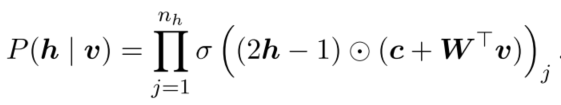 P(h | v) = ∏_{j=1}^{n_h} σ ((2h − 1) ⊙ (c + W^⊤ v))_j .